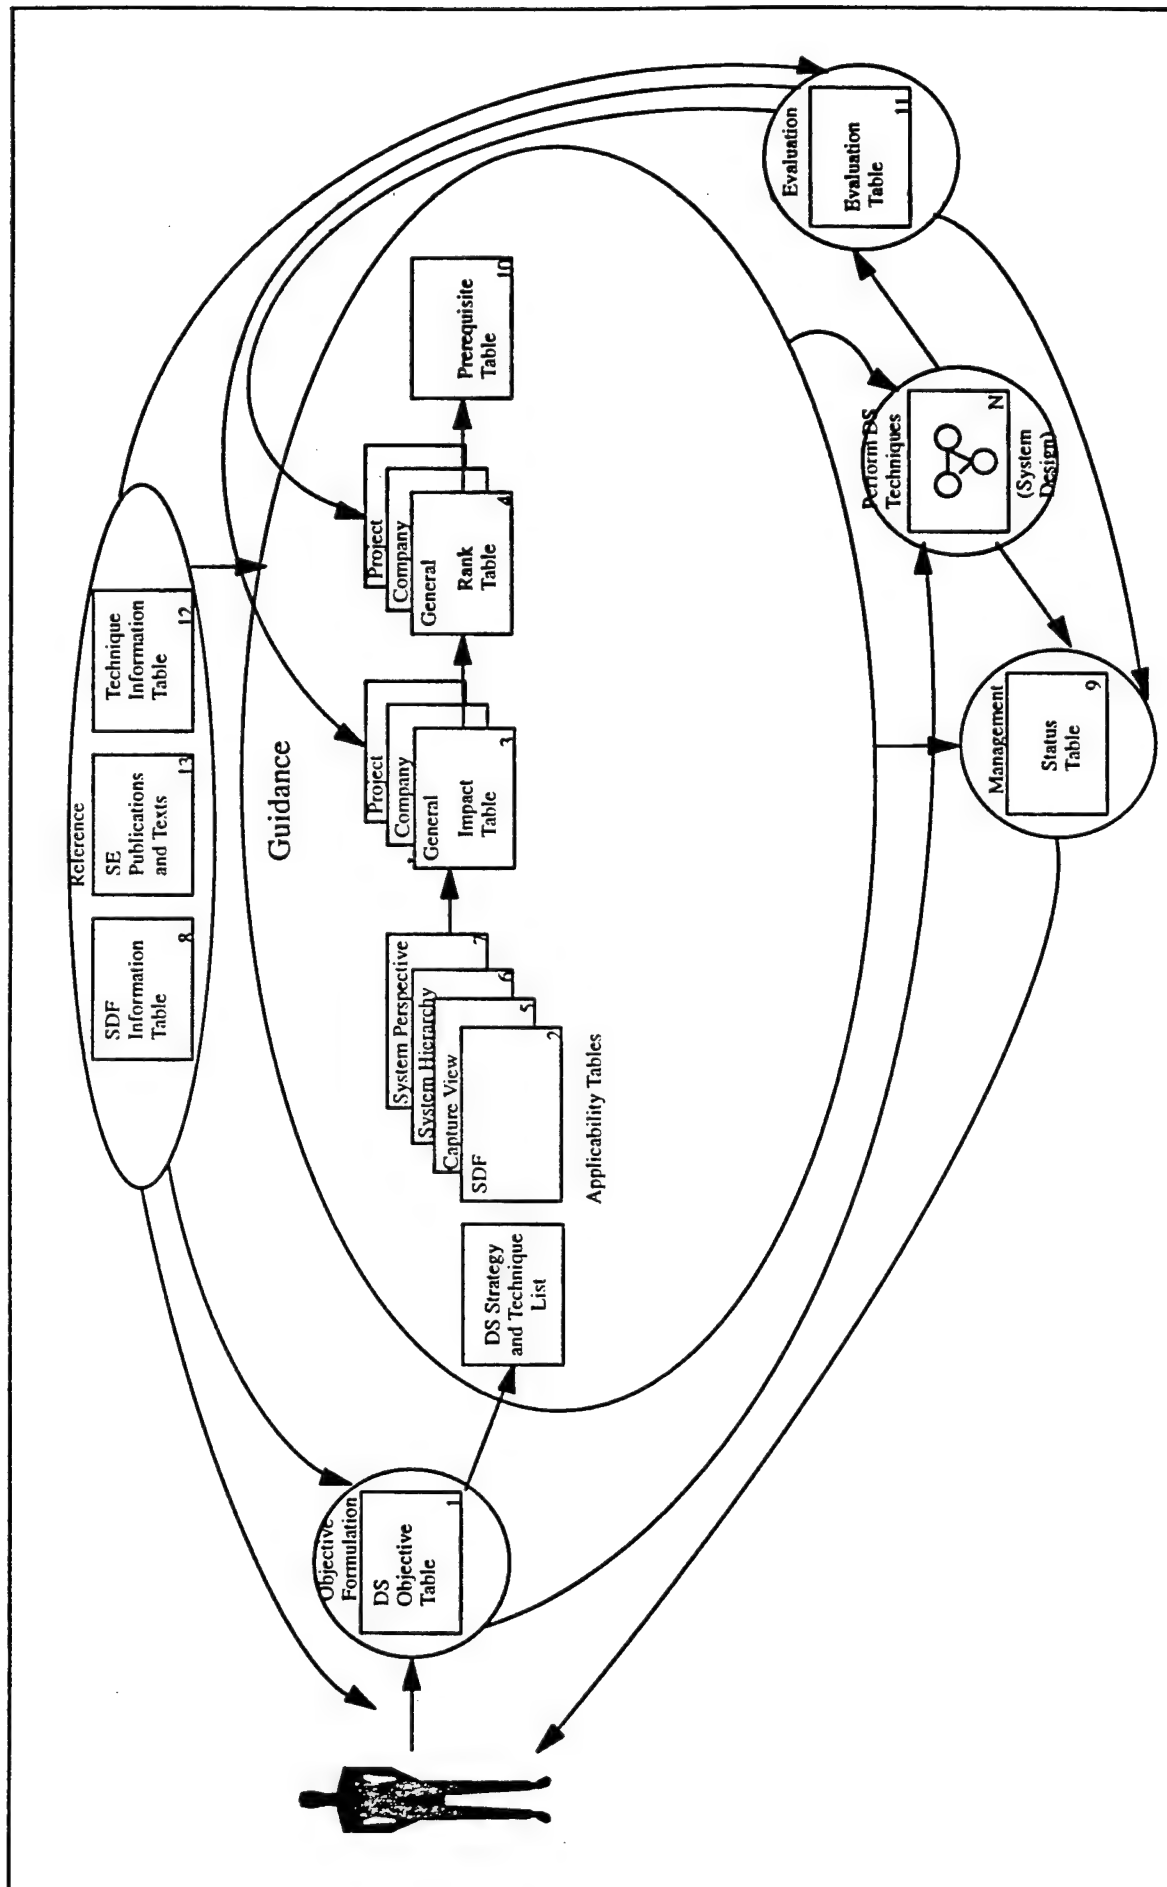 Reference
SDF
Information
Table
8
SE
Publications
and Texts
13
Technique
Information
Table
12
Guidance
Objective
Formulation
DS
Objective
Table
1
DS Strategy
and Technique
List
System Perspective
7
System Hierarchy
6
Capture View
5
SDF
2
Applicability Tables
Project
Company
General
Impact
Table
3
Project
Company
General
Rank
Table
4
Prerequisite
Table
10
Management
Status
Table
9
Perform DS
Techniques
N
(System
Design)
Evaluation
Evaluation
Table
11